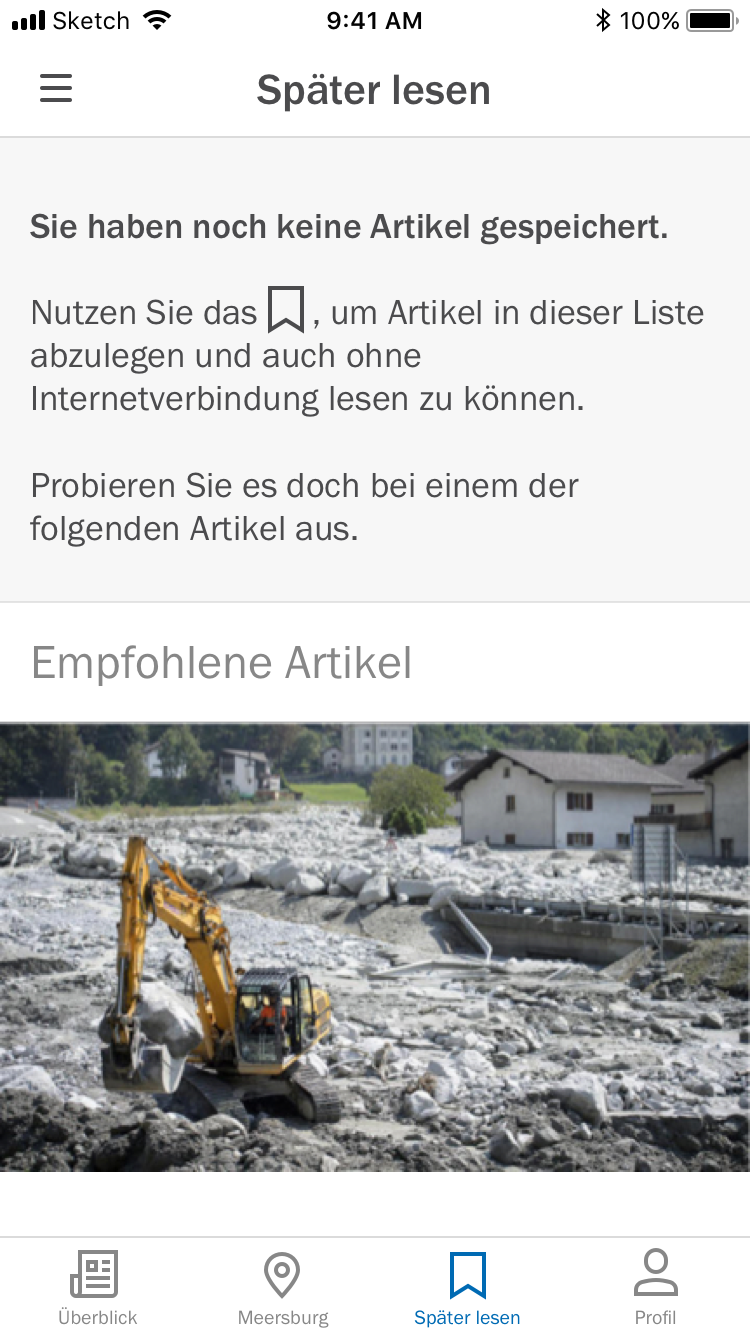 Sketch 9:41 AM 100%
Später lesen
Sie haben noch keine Artikel gespeichert.
Nutzen Sie das , um Artikel in dieser Liste
abzulegen und auch ohne
Internetverbindung lesen zu können.
Probieren Sie es doch bei einem der
folgenden Artikel aus.
Empfohlene Artikel
Überblick Meersburg Später lesen Profil